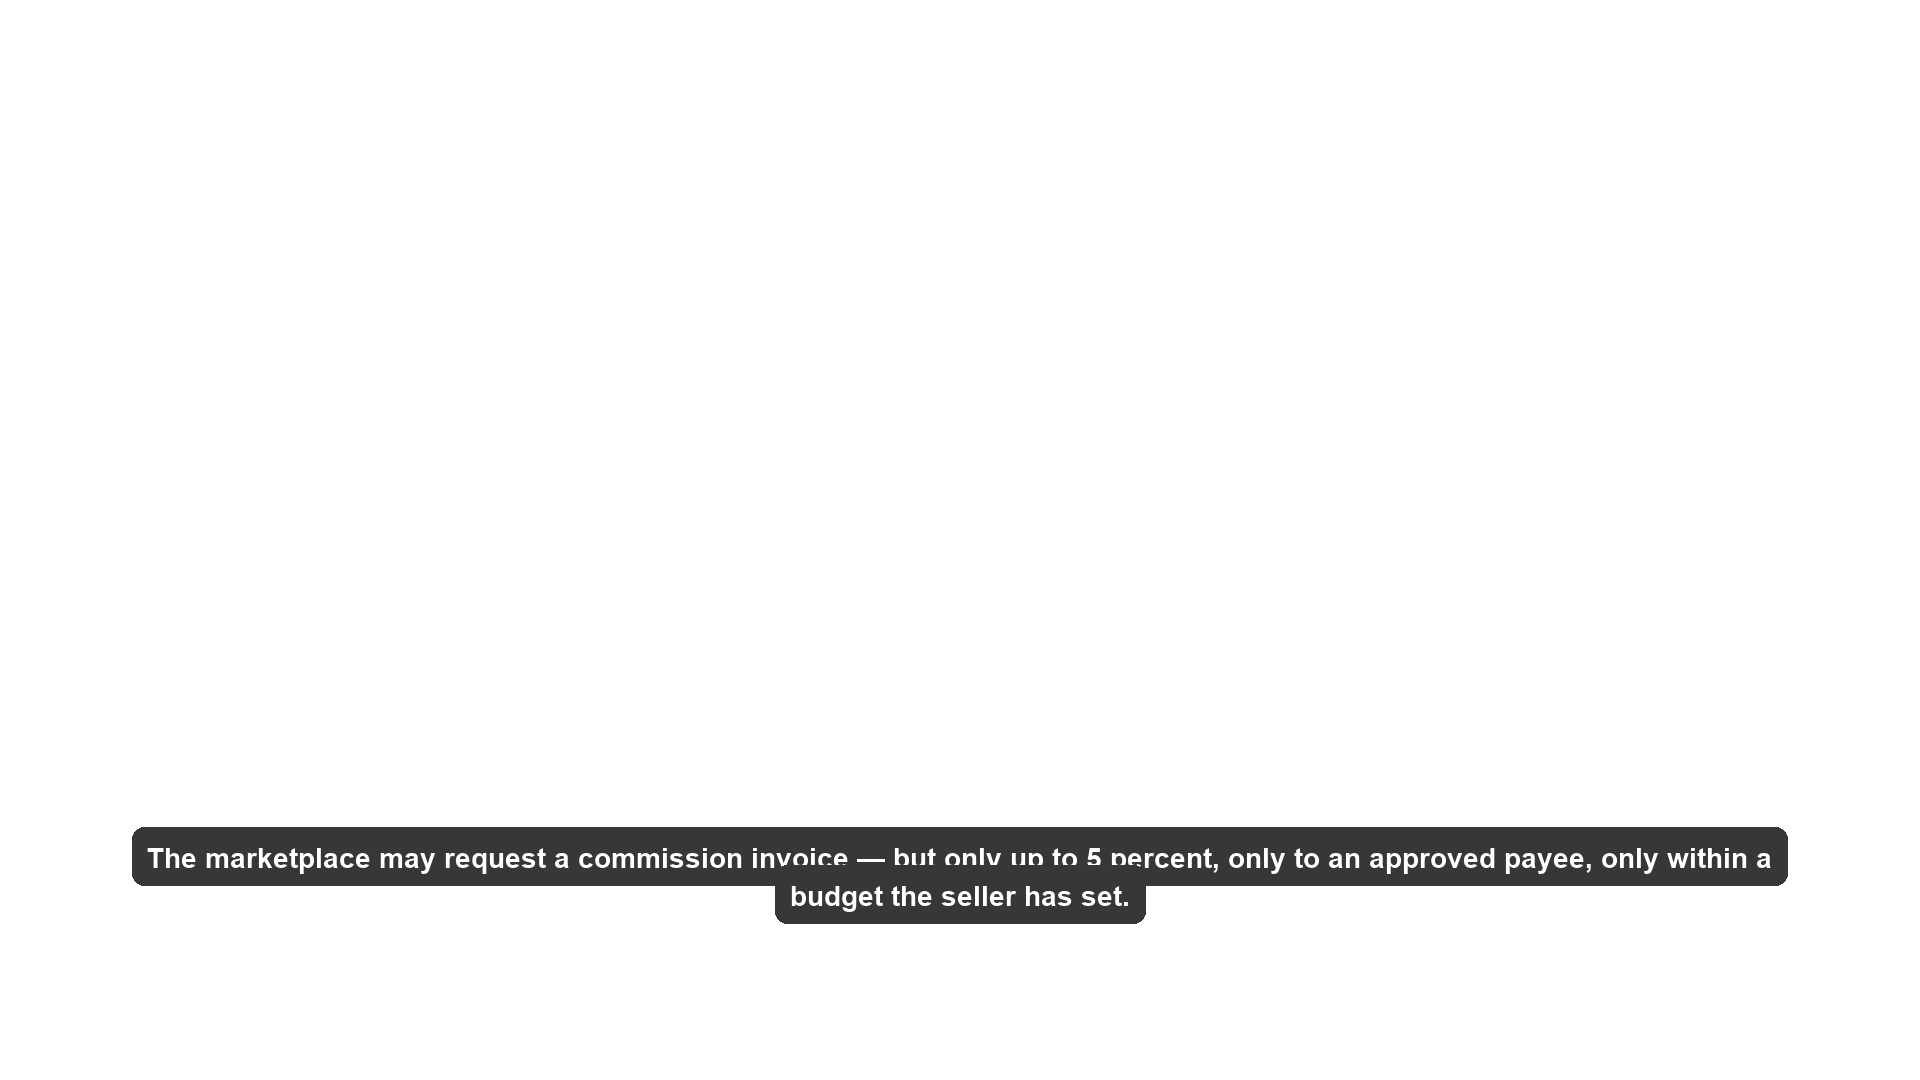 The marketplace may request a commission invoice — but only up to 5 percent, only to an approved payee, only within a
budget the seller has set.